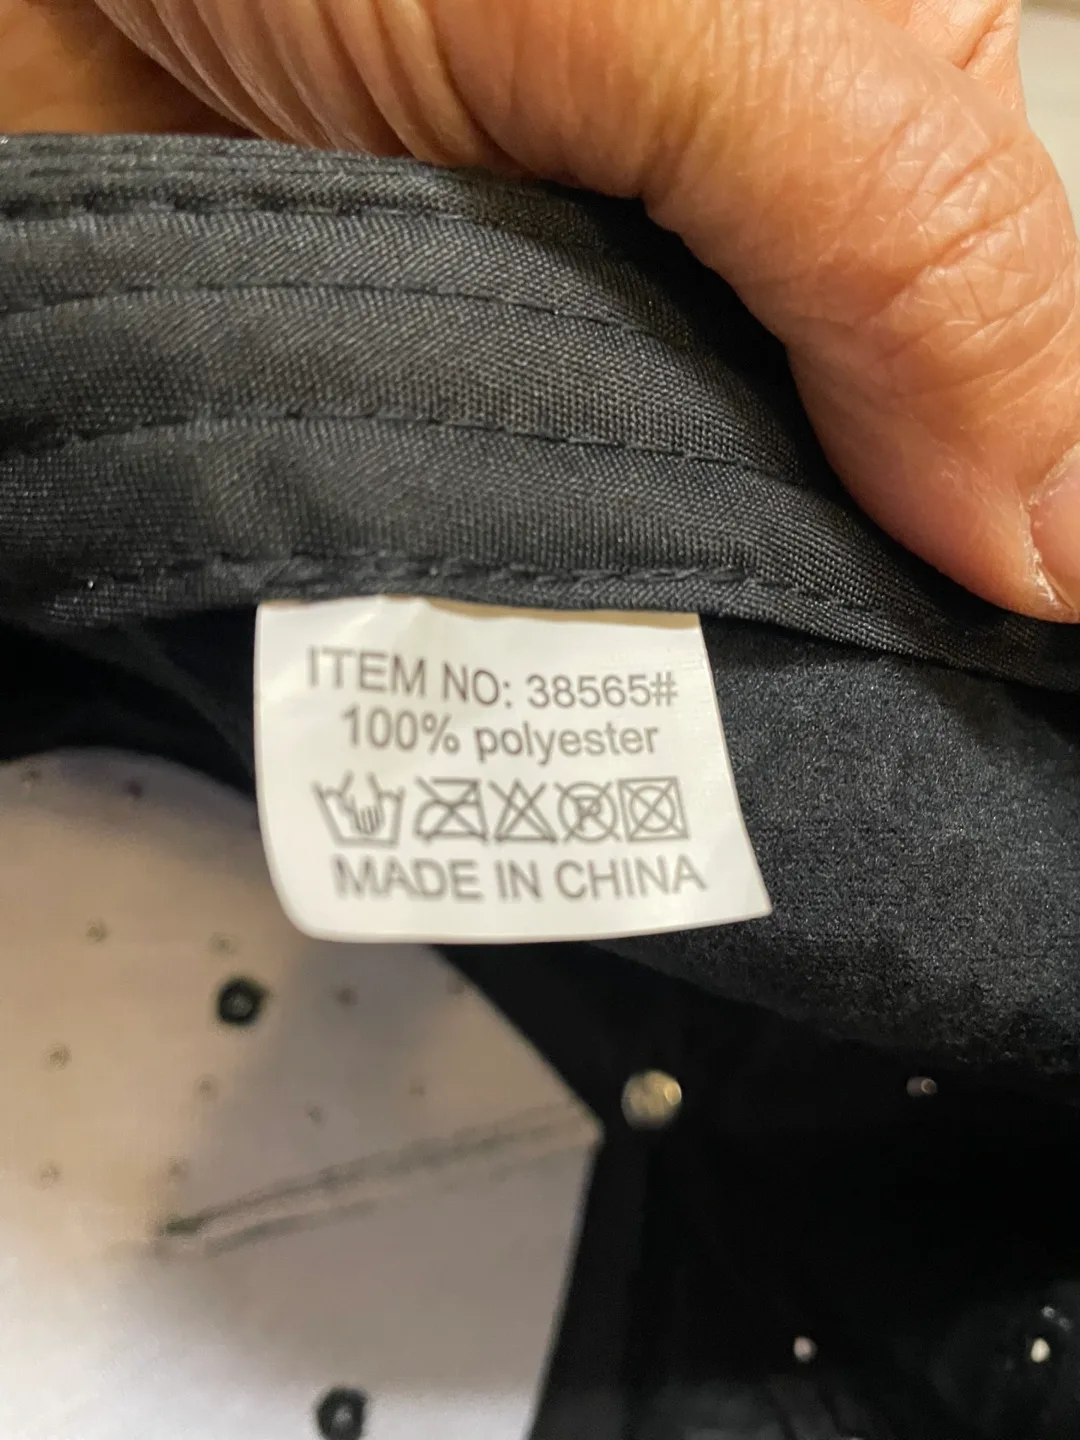 ITEM NO: 38565#
100% polyester
P
MADE IN CHINA